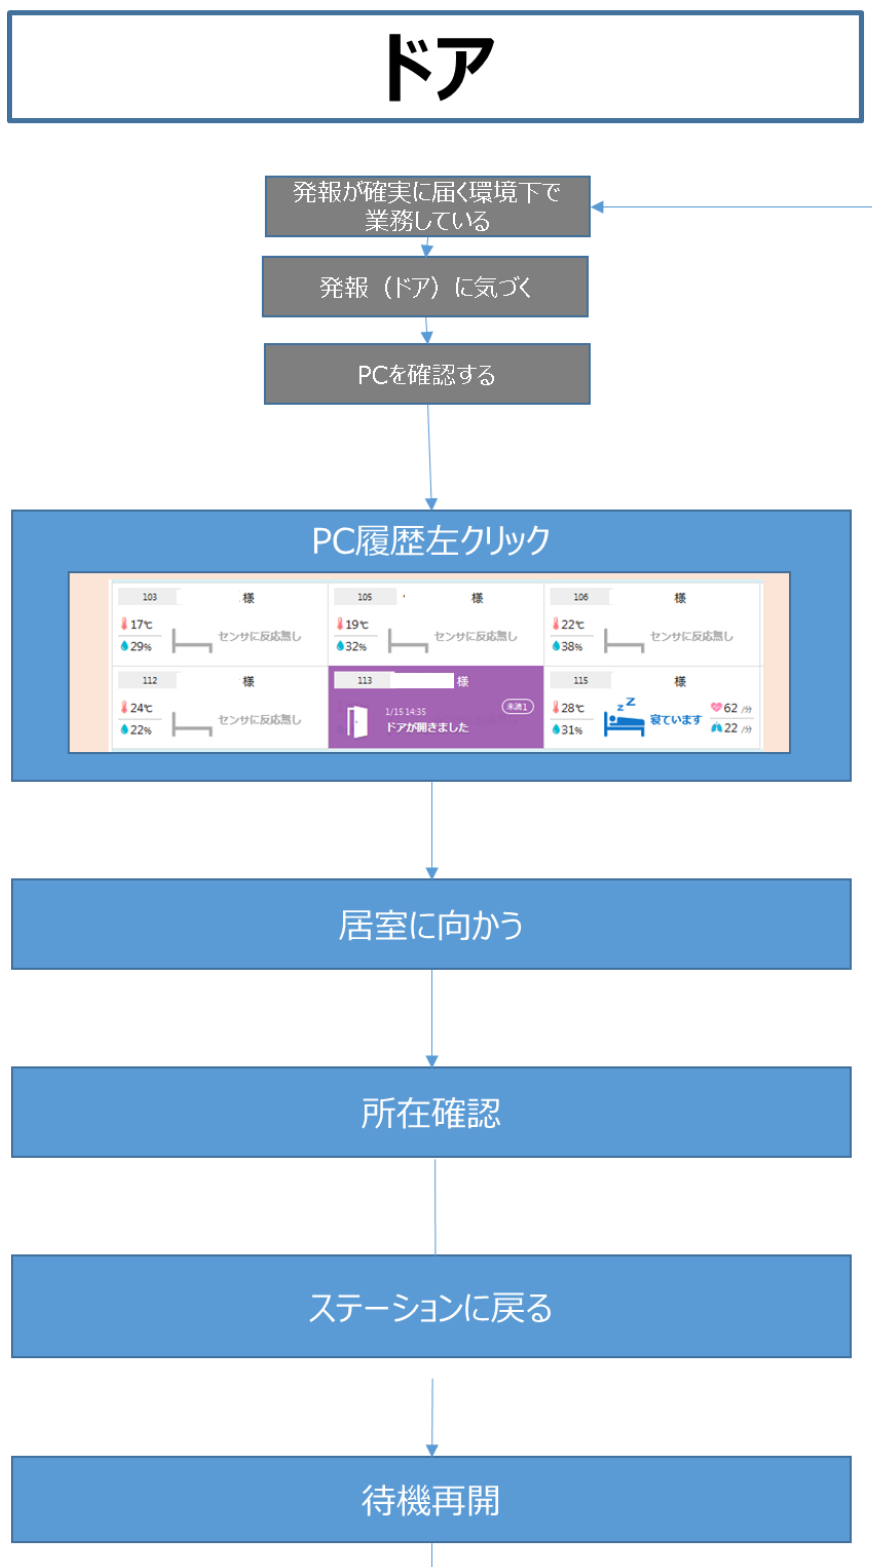 ドア
発報が確実に届く環境下で
業務している
発報（ドア）に気づく
PCを確認する
PC履歴左クリック
103 様
17℃
29% センサに反応無し
105 様
19℃
32% センサに反応無し
106 様
22℃
38% センサに反応無し
112 様
24℃
22% センサに反応無し
113 様
1/15 14:35 未読1
ドアが開きました
115 様
28℃
31% zZ 寝ています
62 /分
22 /分
居室に向かう
所在確認
ステーションに戻る
待機再開